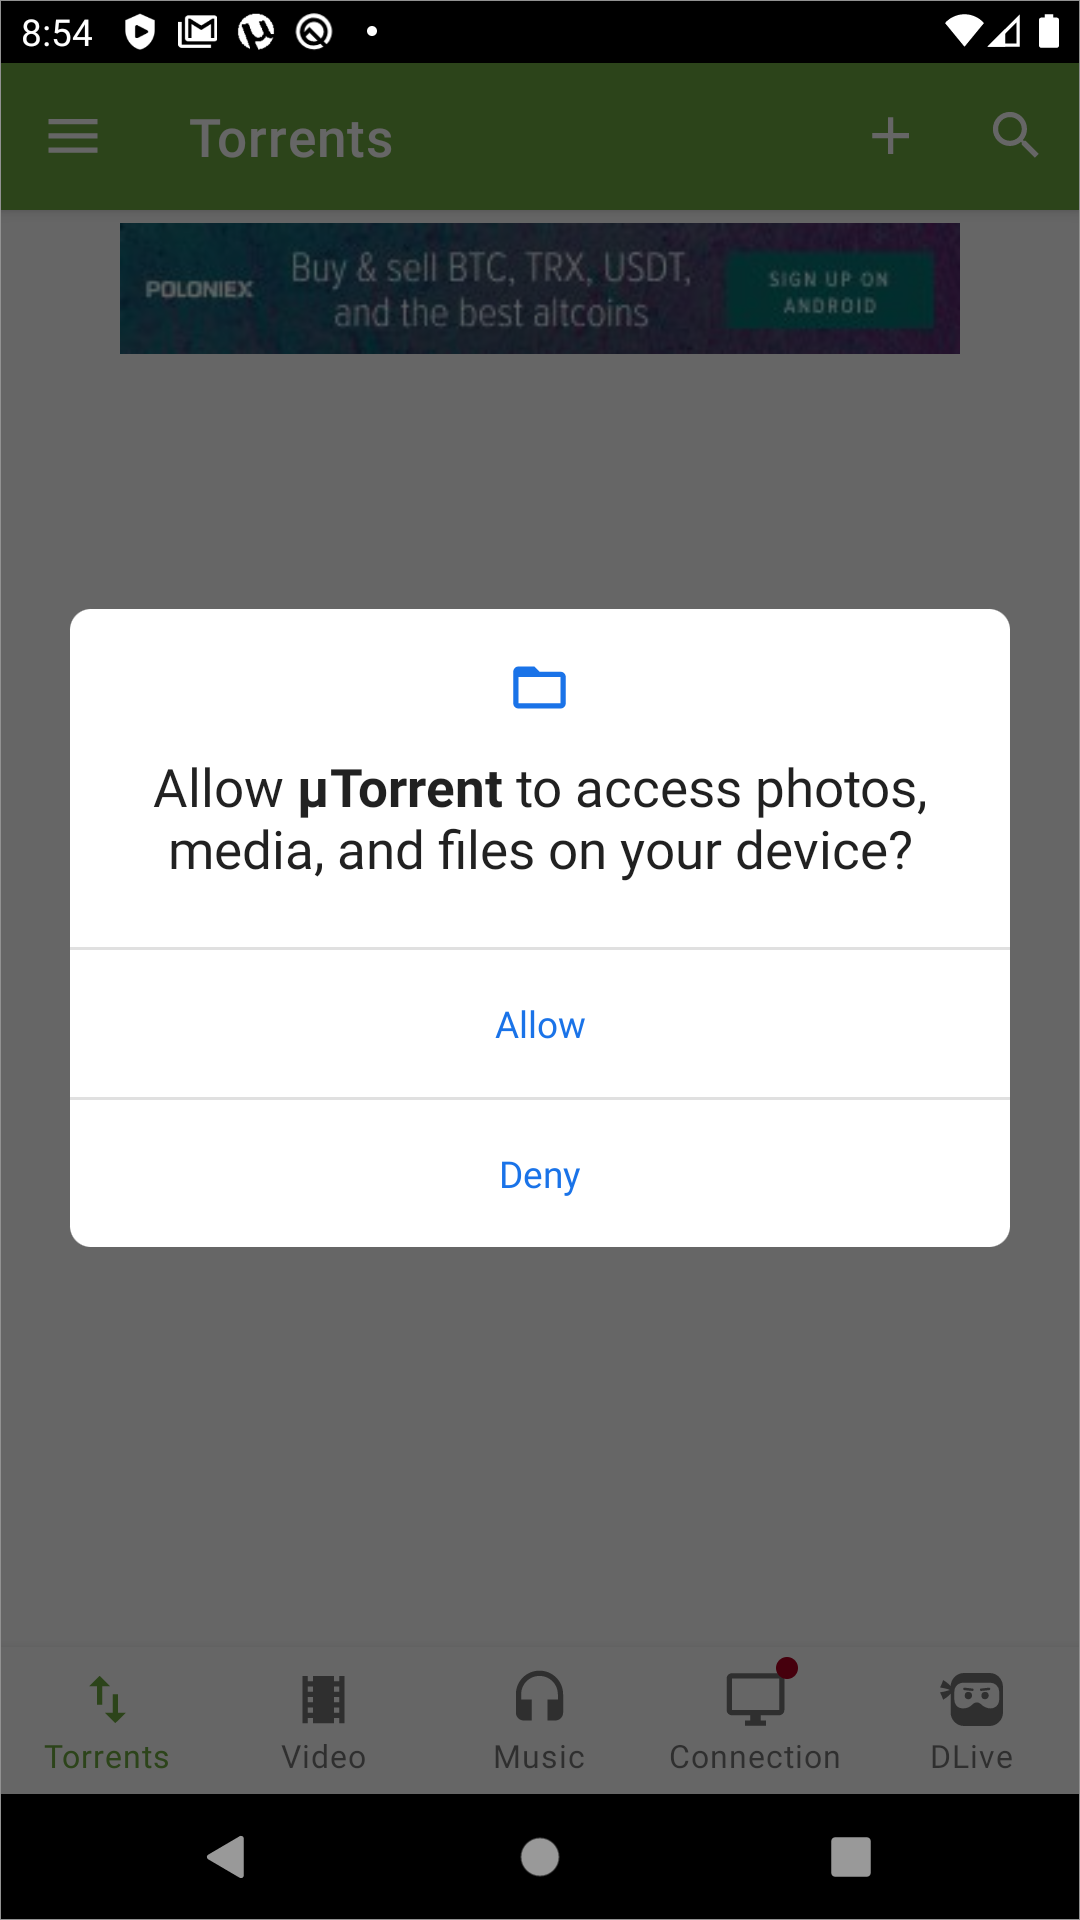 8:54
Torrents
POLONIEX
Buy & sell BTC, TRX, USDT,
and the best altcoins
SIGN UP ON
ANDROID
Allow µTorrent to access photos,
media, and files on your device?
Allow
Deny
Torrents
Video
Music
Connection
DLive